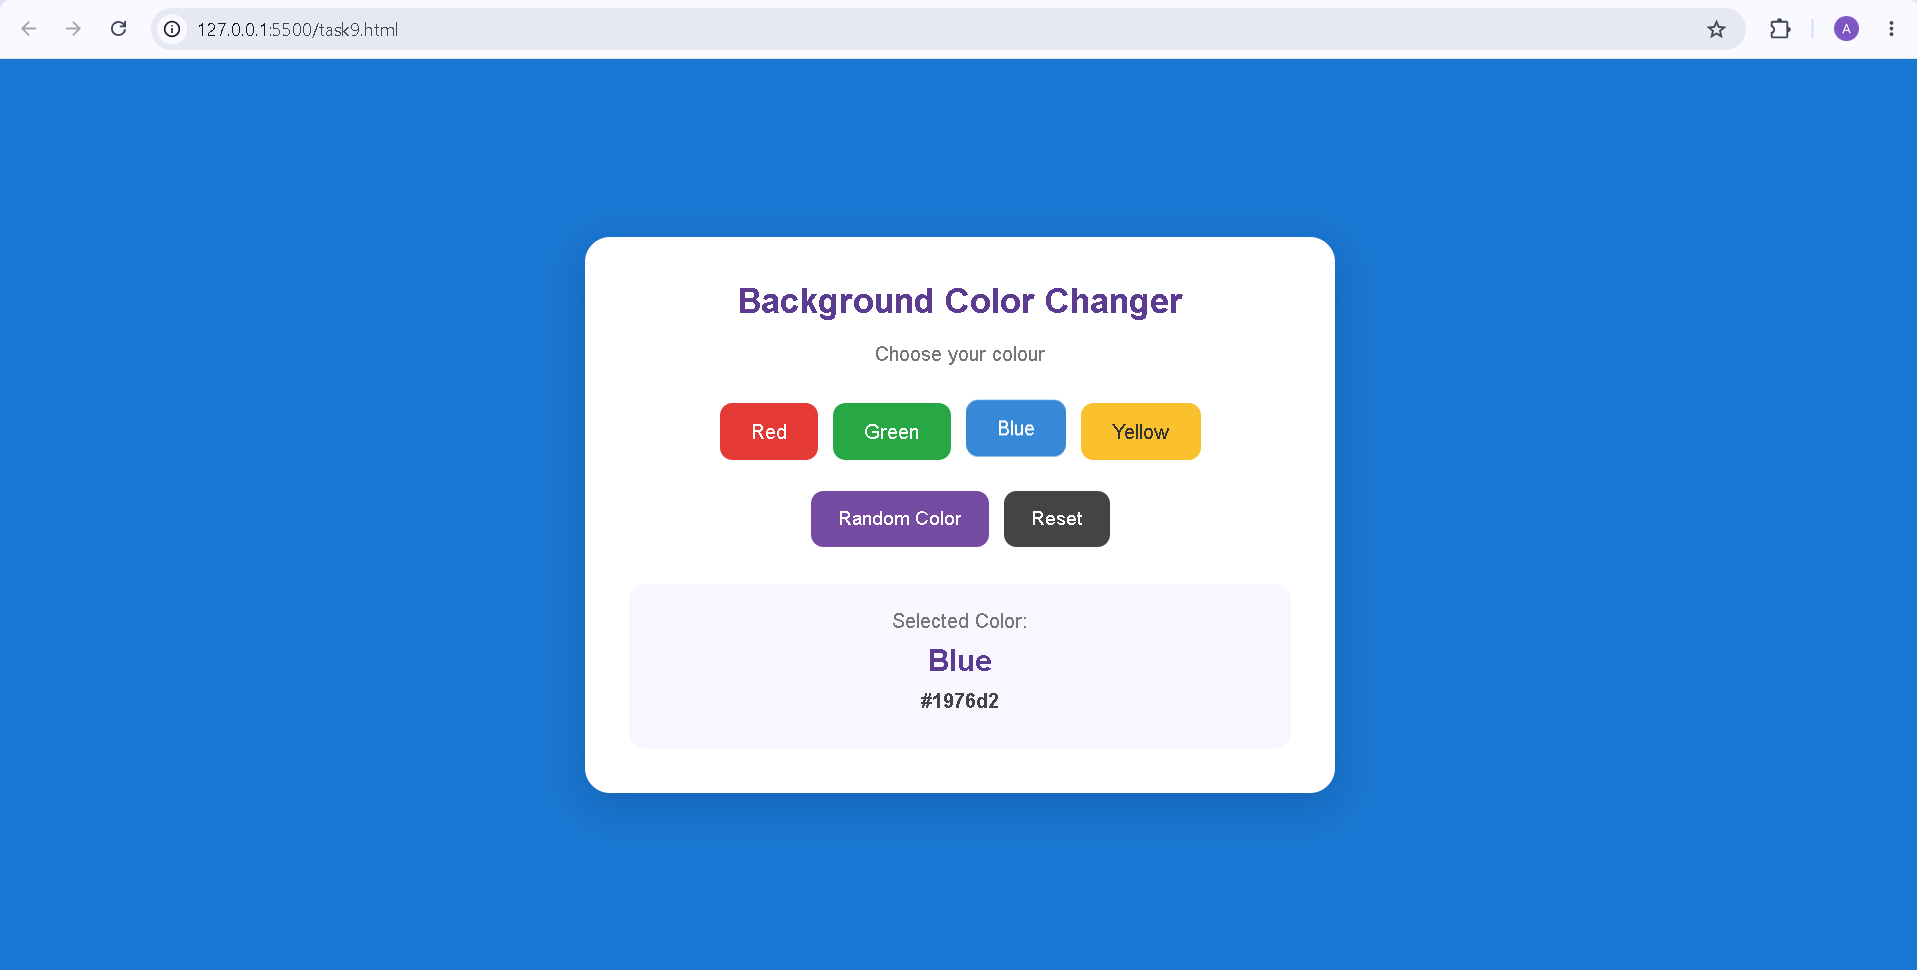 127.0.0.1:5500/task9.html
A
Background Color Changer
Choose your colour
Red Green Blue Yellow
Random Color Reset
Selected Color:
Blue
#1976d2